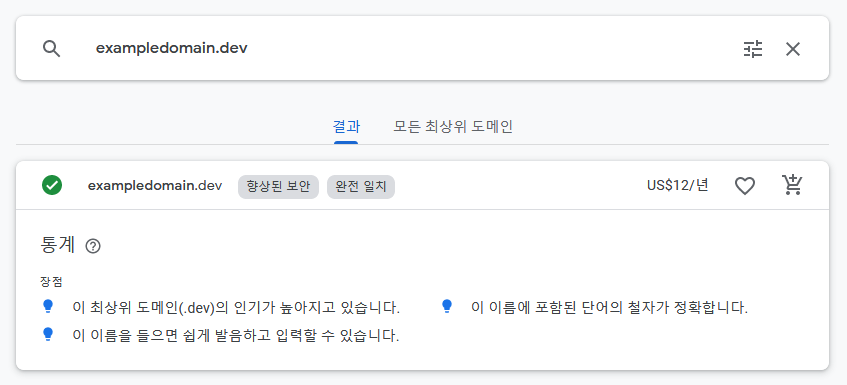 exampledomain.dev
결과 모든 최상위 도메인
exampledomain.dev 향상된 보안 완전 일치 US$12/년
통계
장점
이 최상위 도메인(.dev)의 인기가 높아지고 있습니다. 이 이름에 포함된 단어의 철자가 정확합니다.
이 이름을 들으면 쉽게 발음하고 입력할 수 있습니다.